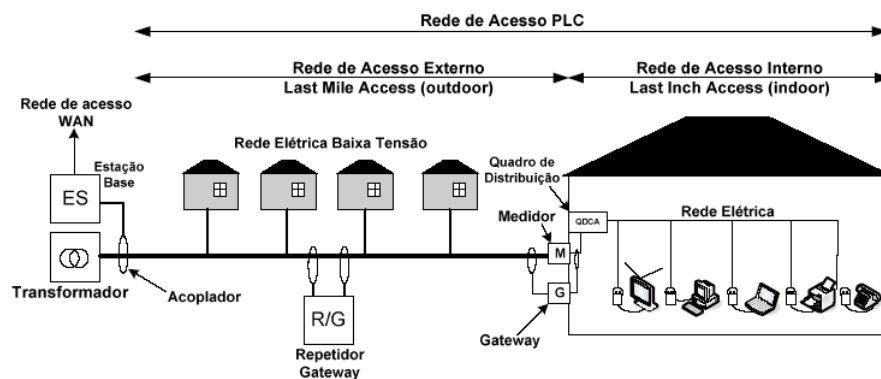 Rede de Acesso PLC
Rede de Acesso Externo
Last Mile Access (outdoor)
Rede de Acesso Interno
Last Inch Access (indoor)
Rede de acesso
WAN
Rede Elétrica Baixa Tensão
Estação
Base
ES
Quadro de
Distribuição
QDCA
Rede Elétrica
Medidor
M
Transformador
Acoplador
G
R/G
Gateway
Repetidor
Gateway